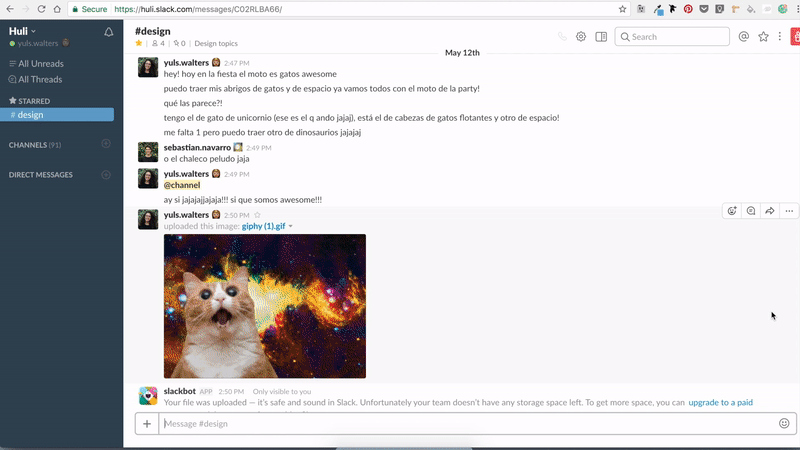 Secure https://huli.slack.com/messages/C02RLBA66/
Huli
yuls.walters
All Unreads
All Threads
STARRED
# design
CHANNELS (91)
DIRECT MESSAGES
#design
4 0 Design topics
Search
May 12th
yuls.walters 2:47 PM
hey! hoy en la fiesta el moto es gatos awesome
puedo traer mis abrigos de gatos y de espacio ya vamos todos con el moto de la party!
qué las parece?!
tengo el de gato de unicornio (ese es el q ando jajaj), está el de cabezas de gatos flotantes y otro de espacio!
me falta 1 pero puedo traer otro de dinosaurios jajajaj
sebastian.navarro 2:49 PM
o el chaleco peludo jaja
yuls.walters 2:49 PM
@channel
ay si jajajajjajaja!!! si que somos awesome!!!
yuls.walters 2:50 PM
uploaded this image: giphy (1).gif
slackbot APP 2:50 PM Only visible to you
Your file was uploaded — it's safe and sound in Slack. Unfortunately your team doesn't have any storage space left. To get more space, you can upgrade to a paid
Message #design